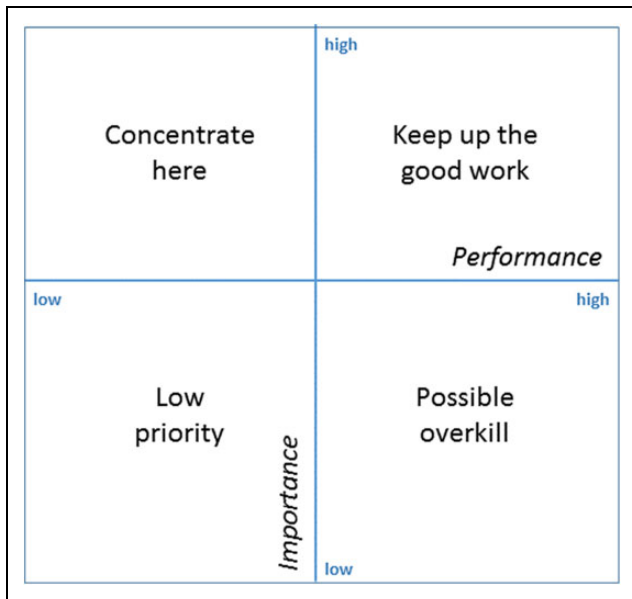 high
Concentrate
here
Keep up the
good work
Performance
low
high
Low
priority
Possible
overkill
Importance
low